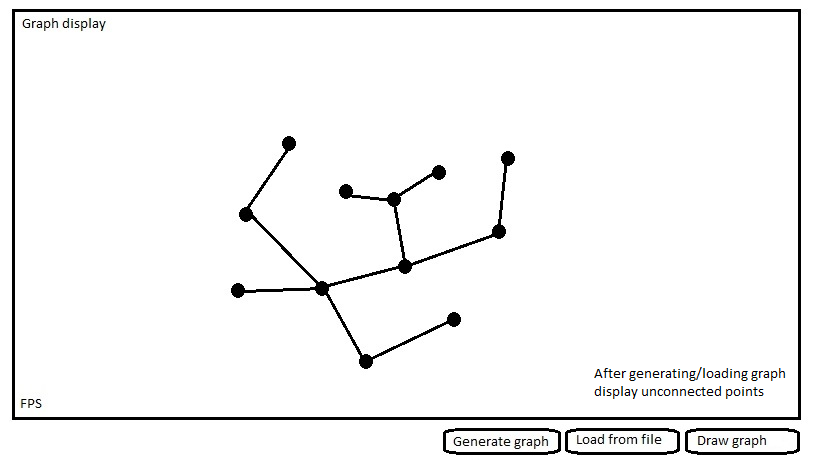 Graph display
After generating/loading graph
display unconnected points
FPS
Generate graph
Load from file
Draw graph